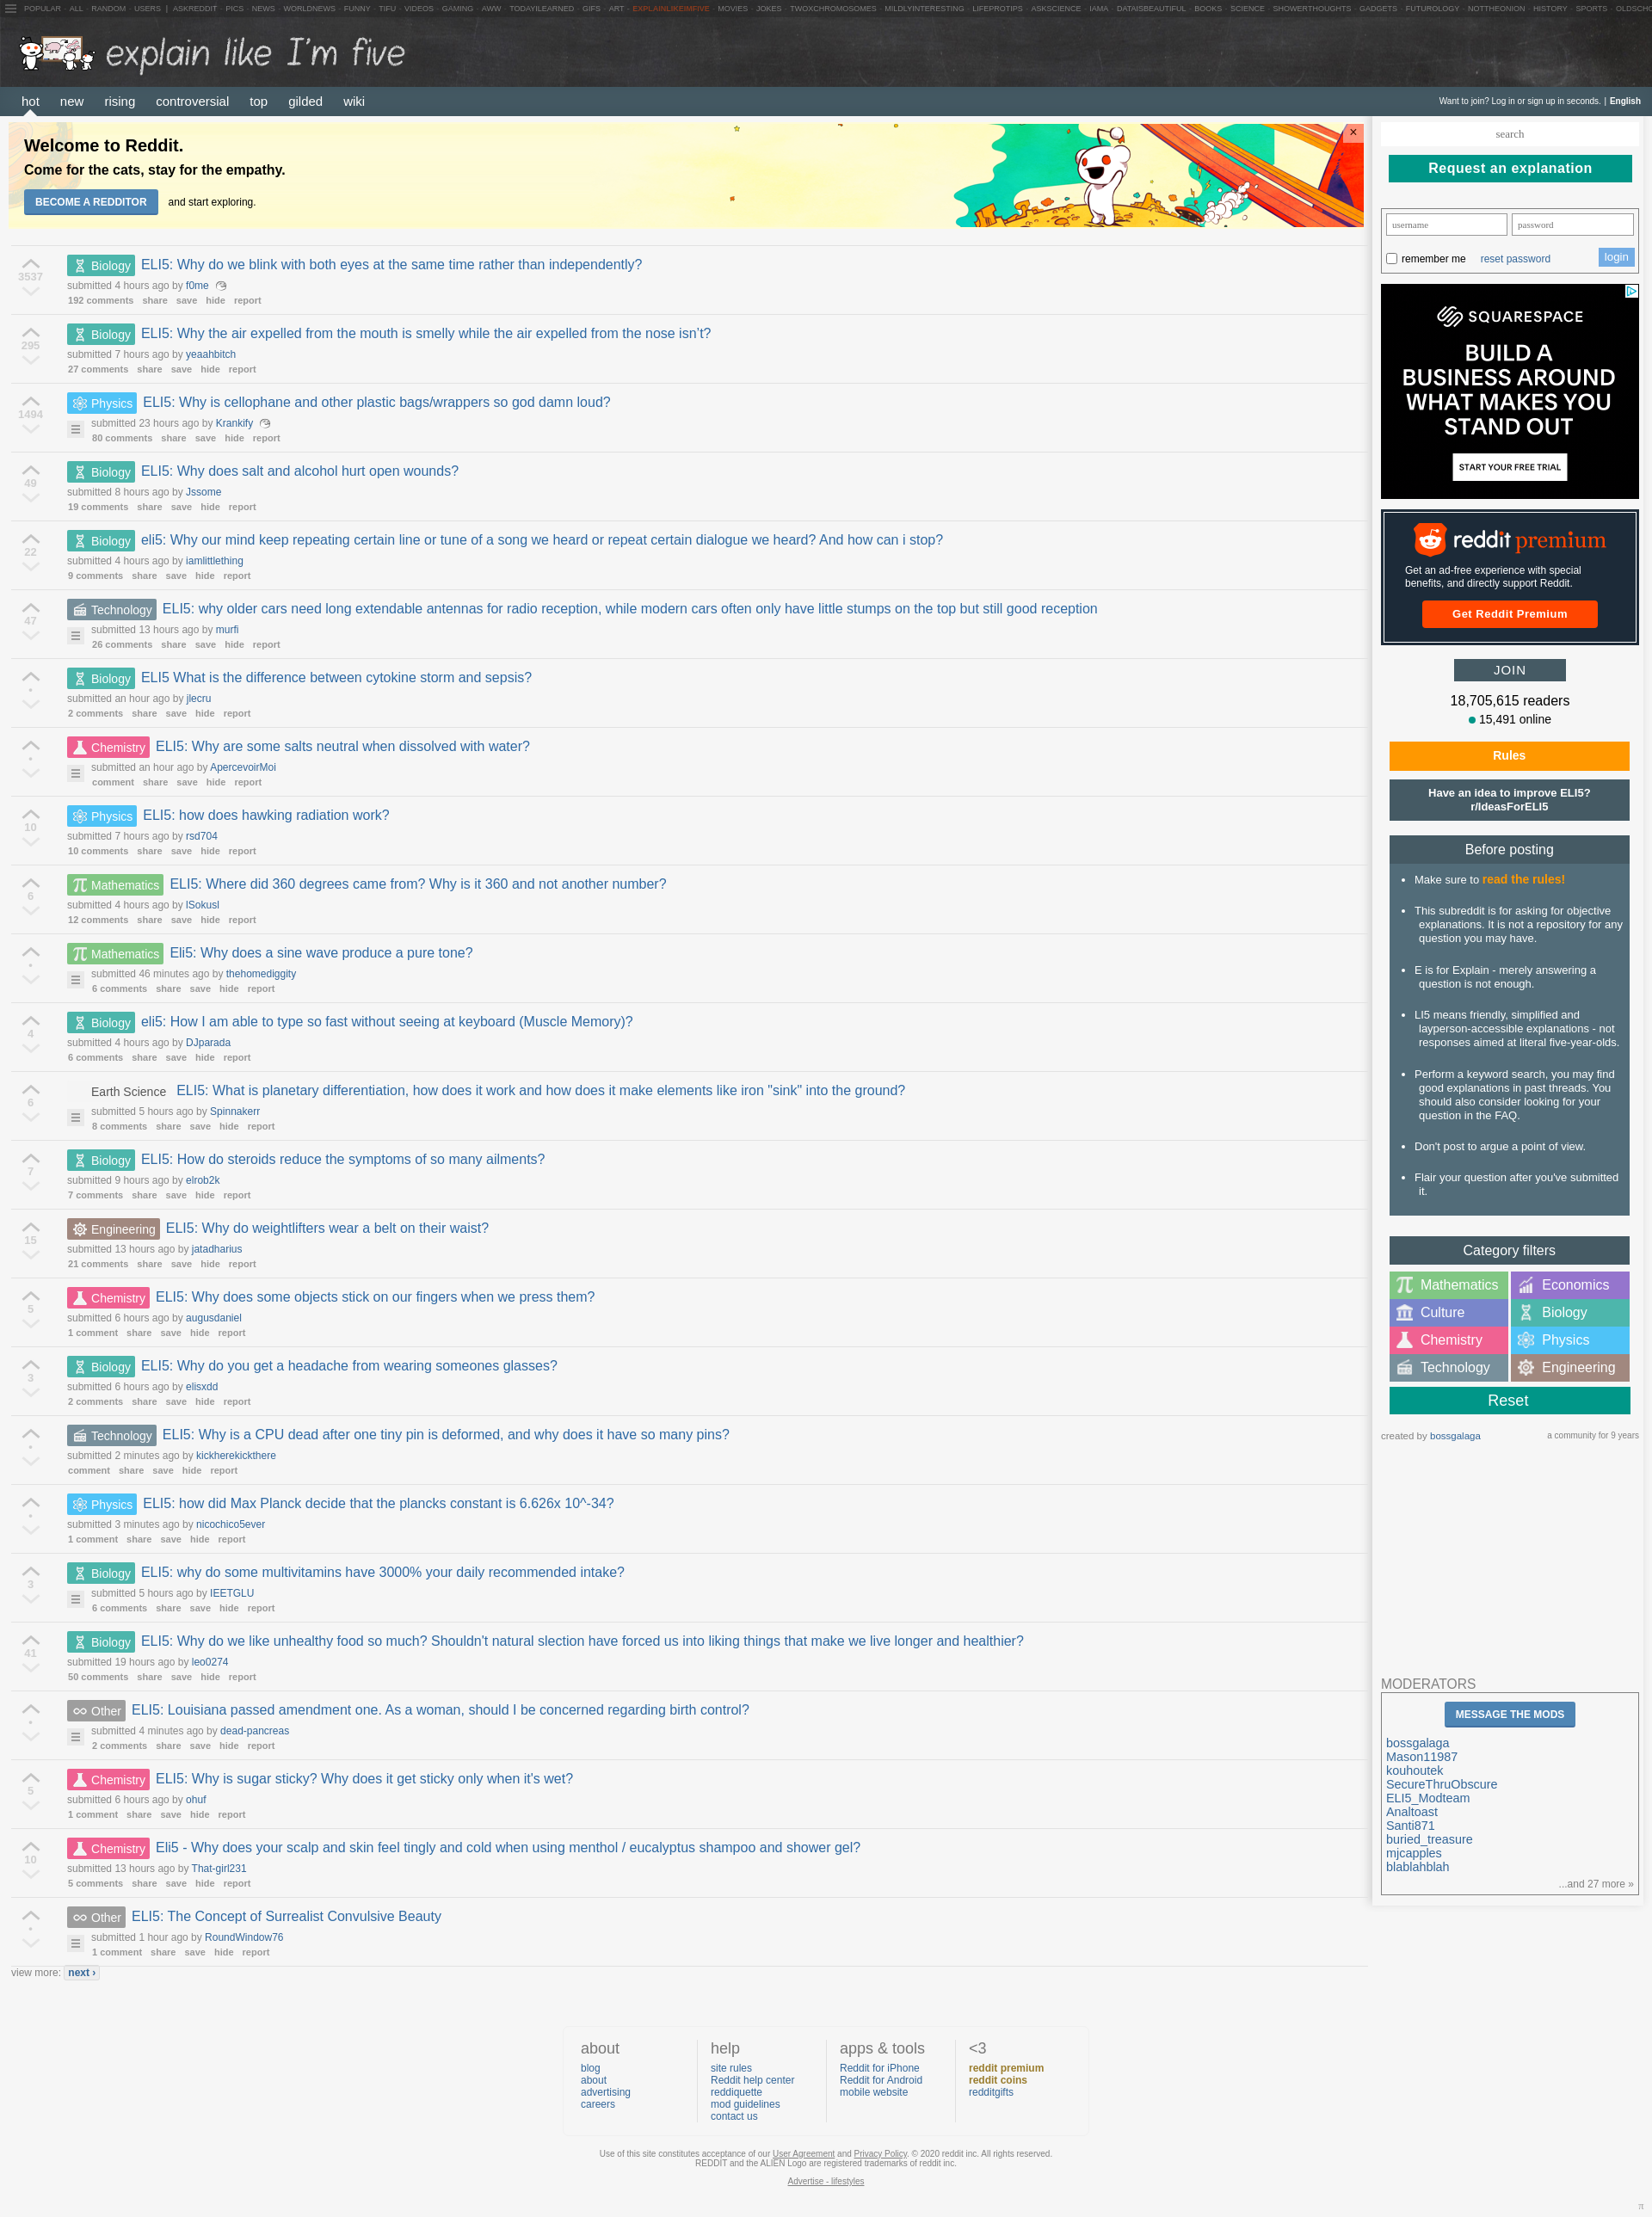 POPULAR - ALL - RANDOM - USERS | ASKREDDIT - PICS - NEWS - WORLDNEWS - FUNNY - TIFU - VIDEOS - GAMING - AWW - TODAYILEARNED - GIFS - ART - EXPLAINLIKEIMFIVE - MOVIES - JOKES - TWOXCHROMOSOMES - MILDLYINTERESTING - LIFEPROTIPS - ASKSCIENCE - IAMA - DATAISBEAUTIFUL - BOOKS - SCIENCE - SHOWERTHOUGHTS - GADGETS - FUTUROLOGY - NOTTHEONION - HISTORY - SPORTS - OLDSCHO
explain like I'm five
hot new rising controversial top gilded wiki
Want to join? Log in or sign up in seconds. | English
Welcome to Reddit.
Come for the cats, stay for the empathy.
BECOME A REDDITOR and start exploring.
×
3537
Biology ELI5: Why do we blink with both eyes at the same time rather than independently?
submitted 4 hours ago by f0me
192 comments share save hide report
295
Biology ELI5: Why the air expelled from the mouth is smelly while the air expelled from the nose isn’t?
submitted 7 hours ago by yeaahbitch
27 comments share save hide report
1494
Physics ELI5: Why is cellophane and other plastic bags/wrappers so god damn loud?
submitted 23 hours ago by Krankify
80 comments share save hide report
49
Biology ELI5: Why does salt and alcohol hurt open wounds?
submitted 8 hours ago by Jssome
19 comments share save hide report
22
Biology eli5: Why our mind keep repeating certain line or tune of a song we heard or repeat certain dialogue we heard? And how can i stop?
submitted 4 hours ago by iamlittlething
9 comments share save hide report
47
Technology ELI5: why older cars need long extendable antennas for radio reception, while modern cars often only have little stumps on the top but still good reception
submitted 13 hours ago by murfi
26 comments share save hide report
•
Biology ELI5 What is the difference between cytokine storm and sepsis?
submitted an hour ago by jlecru
2 comments share save hide report
•
Chemistry ELI5: Why are some salts neutral when dissolved with water?
submitted an hour ago by ApercevoirMoi
comment share save hide report
10
Physics ELI5: how does hawking radiation work?
submitted 7 hours ago by rsd704
10 comments share save hide report
6
Mathematics ELI5: Where did 360 degrees came from? Why is it 360 and not another number?
submitted 4 hours ago by lSokusl
12 comments share save hide report
•
Mathematics Eli5: Why does a sine wave produce a pure tone?
submitted 46 minutes ago by thehomediggity
6 comments share save hide report
4
Biology eli5: How I am able to type so fast without seeing at keyboard (Muscle Memory)?
submitted 4 hours ago by DJparada
6 comments share save hide report
6
Earth Science ELI5: What is planetary differentiation, how does it work and how does it make elements like iron "sink" into the ground?
submitted 5 hours ago by Spinnakerr
8 comments share save hide report
7
Biology ELI5: How do steroids reduce the symptoms of so many ailments?
submitted 9 hours ago by elrob2k
7 comments share save hide report
15
Engineering ELI5: Why do weightlifters wear a belt on their waist?
submitted 13 hours ago by jatadharius
21 comments share save hide report
5
Chemistry ELI5: Why does some objects stick on our fingers when we press them?
submitted 6 hours ago by augusdaniel
1 comment share save hide report
3
Biology ELI5: Why do you get a headache from wearing someones glasses?
submitted 6 hours ago by elisxdd
2 comments share save hide report
•
Technology ELI5: Why is a CPU dead after one tiny pin is deformed, and why does it have so many pins?
submitted 2 minutes ago by kickherekickthere
comment share save hide report
•
Physics ELI5: how did Max Planck decide that the plancks constant is 6.626x 10^-34?
submitted 3 minutes ago by nicochico5ever
1 comment share save hide report
3
Biology ELI5: why do some multivitamins have 3000% your daily recommended intake?
submitted 5 hours ago by IEETGLU
6 comments share save hide report
41
Biology ELI5: Why do we like unhealthy food so much? Shouldn't natural slection have forced us into liking things that make we live longer and healthier?
submitted 19 hours ago by leo0274
50 comments share save hide report
•
Other ELI5: Louisiana passed amendment one. As a woman, should I be concerned regarding birth control?
submitted 4 minutes ago by dead-pancreas
2 comments share save hide report
5
Chemistry ELI5: Why is sugar sticky? Why does it get sticky only when it's wet?
submitted 6 hours ago by ohuf
1 comment share save hide report
10
Chemistry Eli5 - Why does your scalp and skin feel tingly and cold when using menthol / eucalyptus shampoo and shower gel?
submitted 13 hours ago by That-girl231
5 comments share save hide report
•
Other ELI5: The Concept of Surrealist Convulsive Beauty
submitted 1 hour ago by RoundWindow76
1 comment share save hide report
view more: next ›
search
Request an explanation
username password
remember me reset password login
SQUARESPACE
BUILD A
BUSINESS AROUND
WHAT MAKES YOU
STAND OUT
START YOUR FREE TRIAL
reddit premium
Get an ad-free experience with special
benefits, and directly support Reddit.
Get Reddit Premium
JOIN
18,705,615 readers
15,491 online
Rules
Have an idea to improve ELI5?
r/IdeasForELI5
Before posting
• Make sure to read the rules!
• This subreddit is for asking for objective
explanations. It is not a repository for any
question you may have.
• E is for Explain - merely answering a
question is not enough.
• LI5 means friendly, simplified and
layperson-accessible explanations - not
responses aimed at literal five-year-olds.
• Perform a keyword search, you may find
good explanations in past threads. You
should also consider looking for your
question in the FAQ.
• Don't post to argue a point of view.
• Flair your question after you've submitted
it.
Category filters
Mathematics Economics
Culture Biology
Chemistry Physics
Technology Engineering
Reset
created by bossgalaga a community for 9 years
MODERATORS
MESSAGE THE MODS
bossgalaga
Mason11987
kouhoutek
SecureThruObscure
ELI5_Modteam
Analtoast
Santi871
buried_treasure
mjcapples
blablahblah
...and 27 more »
about
blog
about
advertising
careers
help
site rules
Reddit help center
reddiquette
mod guidelines
contact us
apps & tools
Reddit for iPhone
Reddit for Android
mobile website
<3
reddit premium
reddit coins
redditgifts
Use of this site constitutes acceptance of our User Agreement and Privacy Policy. © 2020 reddit inc. All rights reserved.
REDDIT and the ALIEN Logo are registered trademarks of reddit inc.
Advertise - lifestyles
π